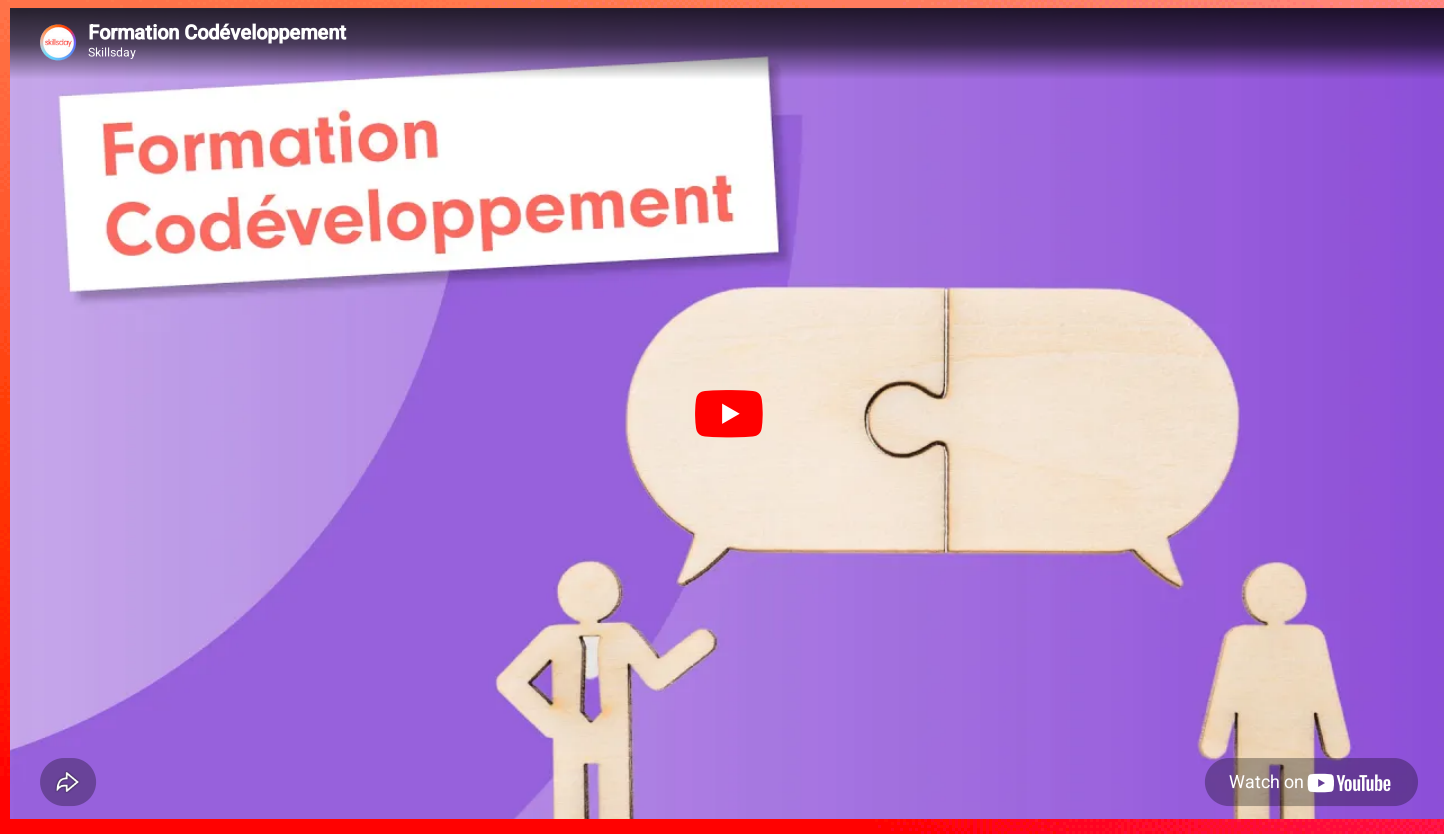 skillsday
Formation Codéveloppement
Skillsday
Formation
Codéveloppement
Watch on YouTube